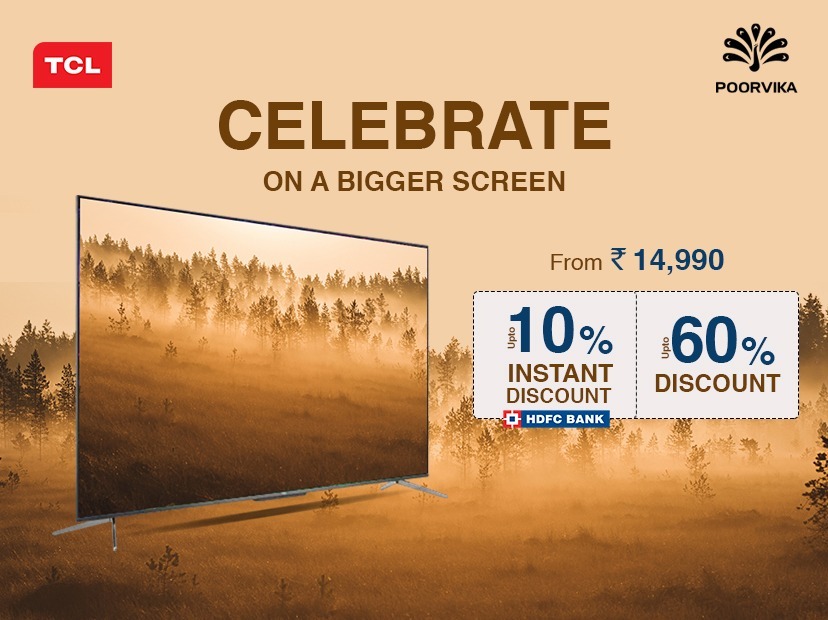 TCL
POORVIKA
CELEBRATE
ON A BIGGER SCREEN
From ₹ 14,990
Upto 10%
INSTANT
DISCOUNT
HDFC BANK
Upto 60%
DISCOUNT